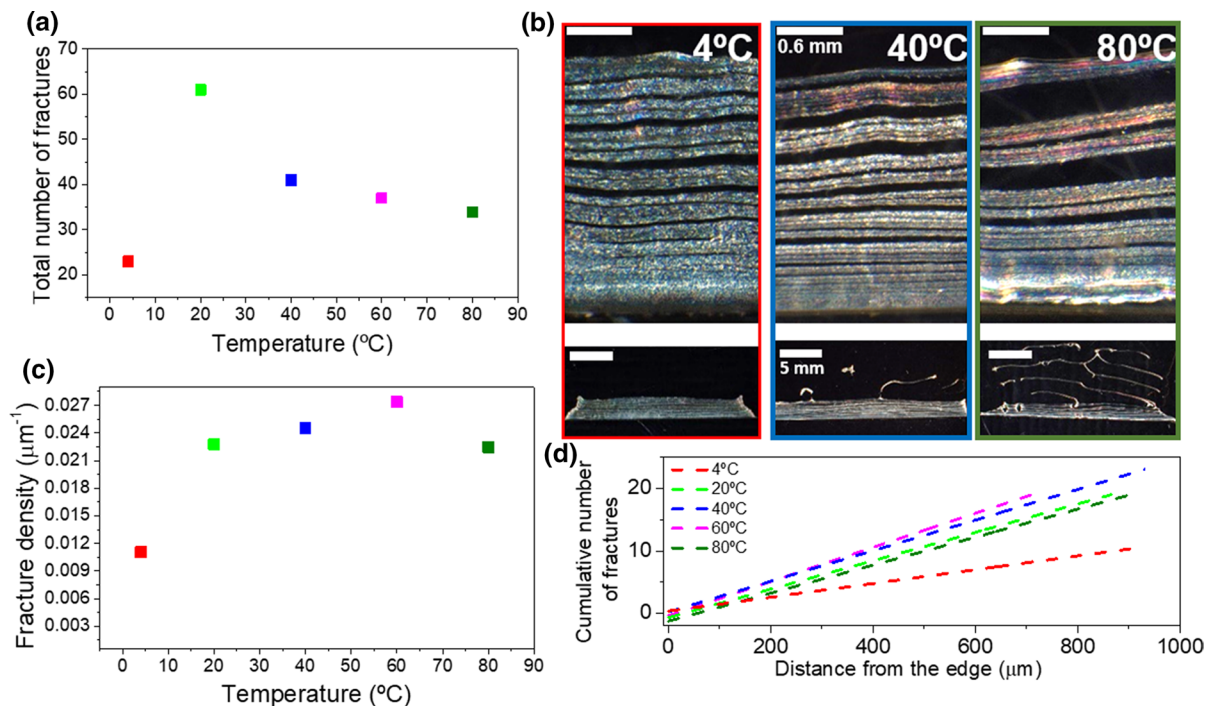 (a)
70
60
50
40
30
20
0 10 20 30 40 50 60 70 80 90
Total number of fractures
Temperature (ºC)
(b)
4ºC
0.6 mm
40ºC
80ºC
5 mm
(c)
0.027
0.024
0.021
0.018
0.015
0.012
0.009
0.006
0.003
0 10 20 30 40 50 60 70 80 90
Fracture density (μm⁻¹)
Temperature (ºC)
(d)
20
10
0
4ºC
20ºC
40ºC
60ºC
80ºC
0 200 400 600 800 1000
Cumulative number
of fractures
Distance from the edge (μm)